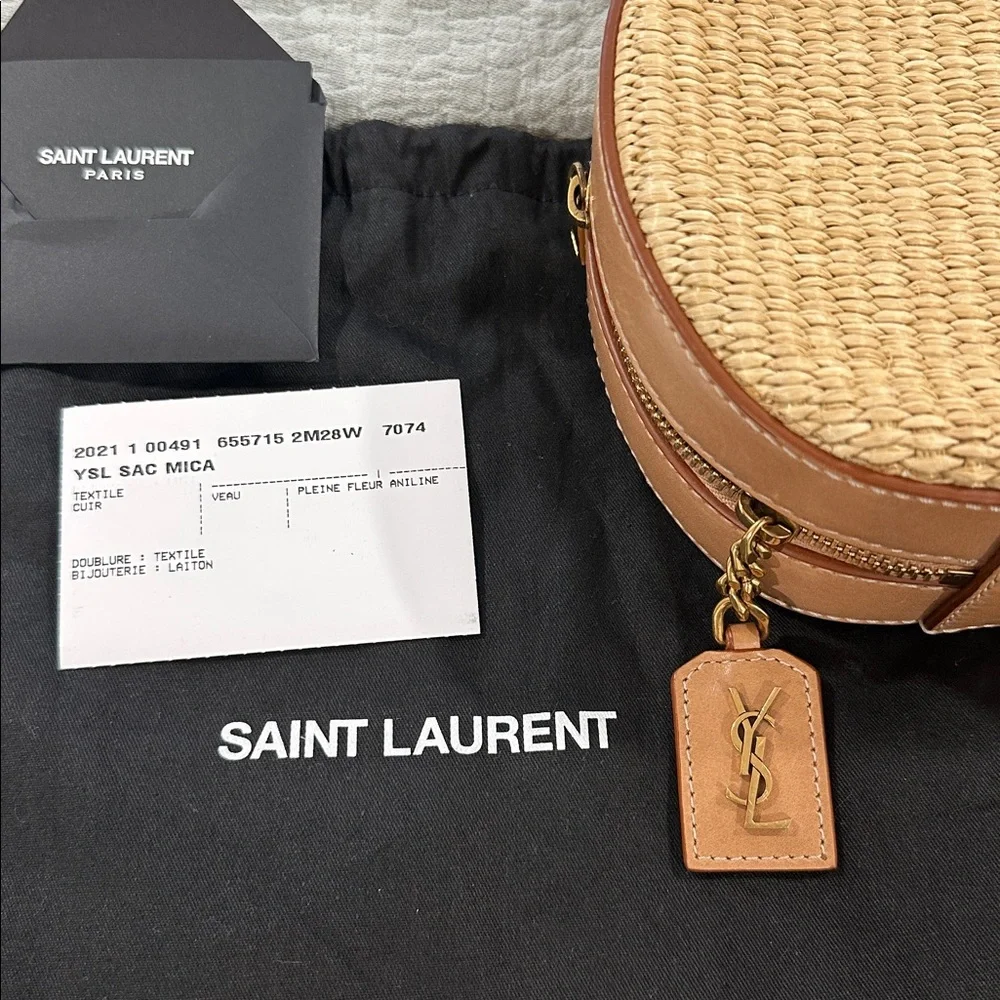 SAINT LAURENT
PARIS
2021 1 00491 655715 2M28W 7074
YSL SAC MICA
TEXTILE
CUIR
VEAU
PLEINE FLEUR ANILINE
DOUBLURE : TEXTILE
BIJOUTERIE : LAITON
SAINT LAURENT
YSL